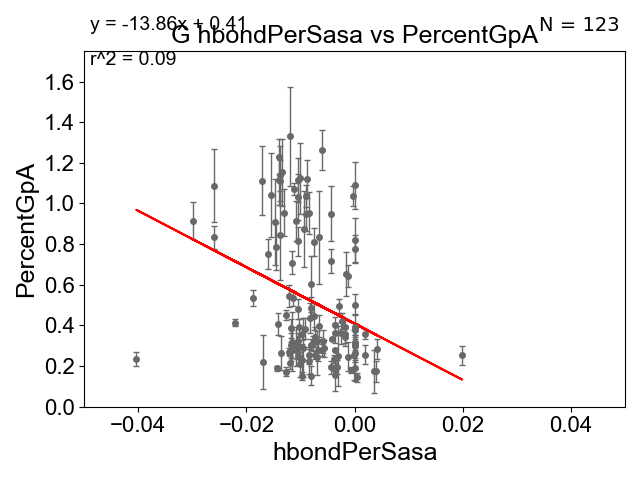 y = -13.86x + 0.41
N = 123
G hbondPerSasa vs PercentGpA
r^2 = 0.09
PercentGpA
1.6
1.4
1.2
1.0
0.8
0.6
0.4
0.2
0.0
−0.04 −0.02 0.00 0.02 0.04
hbondPerSasa